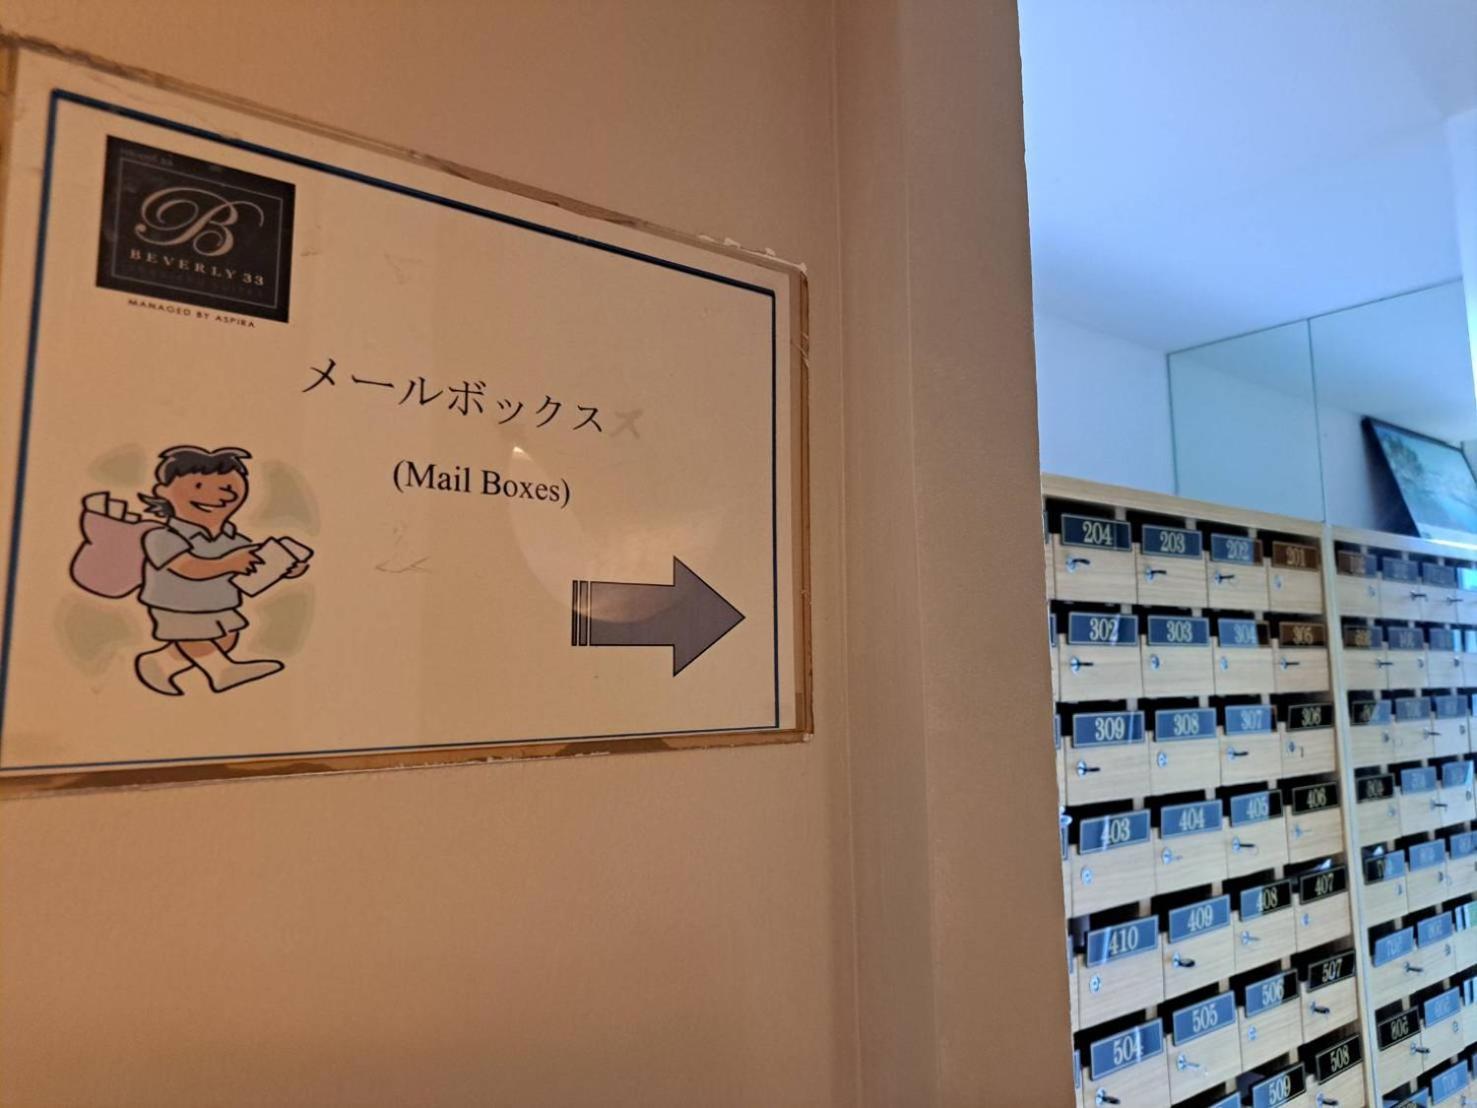 B
BEVERLY 33
MANAGED BY ASPIRA
メールボックス
(Mail Boxes)
204 203 202 201
302 303 304 305
309 308 307 306
403 404 405 406
410 409 408 407
504 505 506 507
509 508